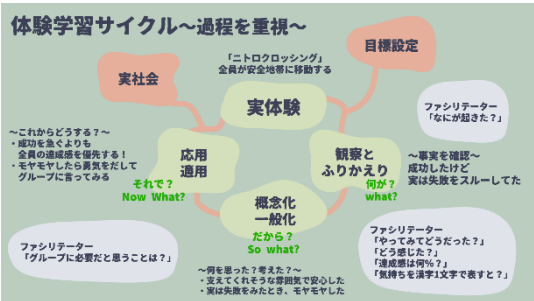 体験学習サイクル～過程を重視～
目標設定
実社会
「ニトロクロッシング」
全員が安全地帯に移動する
実体験
ファシリテーター
「なにが起きた？」
～これからどうする？～
・成功を急ぐよりも
全員の達成感を優先する！
・モヤモヤしたら勇気をだして
グループに言ってみる
応用
適用
それで？
Now What?
観察と
ふりかえり
何が？
what?
～事実を確認～
成功したけど
実は失敗をスルーしてた
概念化
一般化
だから？
So what?
ファシリテーター
「グループに必要だと思うことは？」
ファシリテーター
「やってみてどうだった？」
「どう感じた？」
「達成感は何％？」
「気持ちを漢字1文字で表すと？」
～何を思った？考えた？～
・支えてくれそうな雰囲気で安心した
・実は失敗をみたとき、モヤモヤした